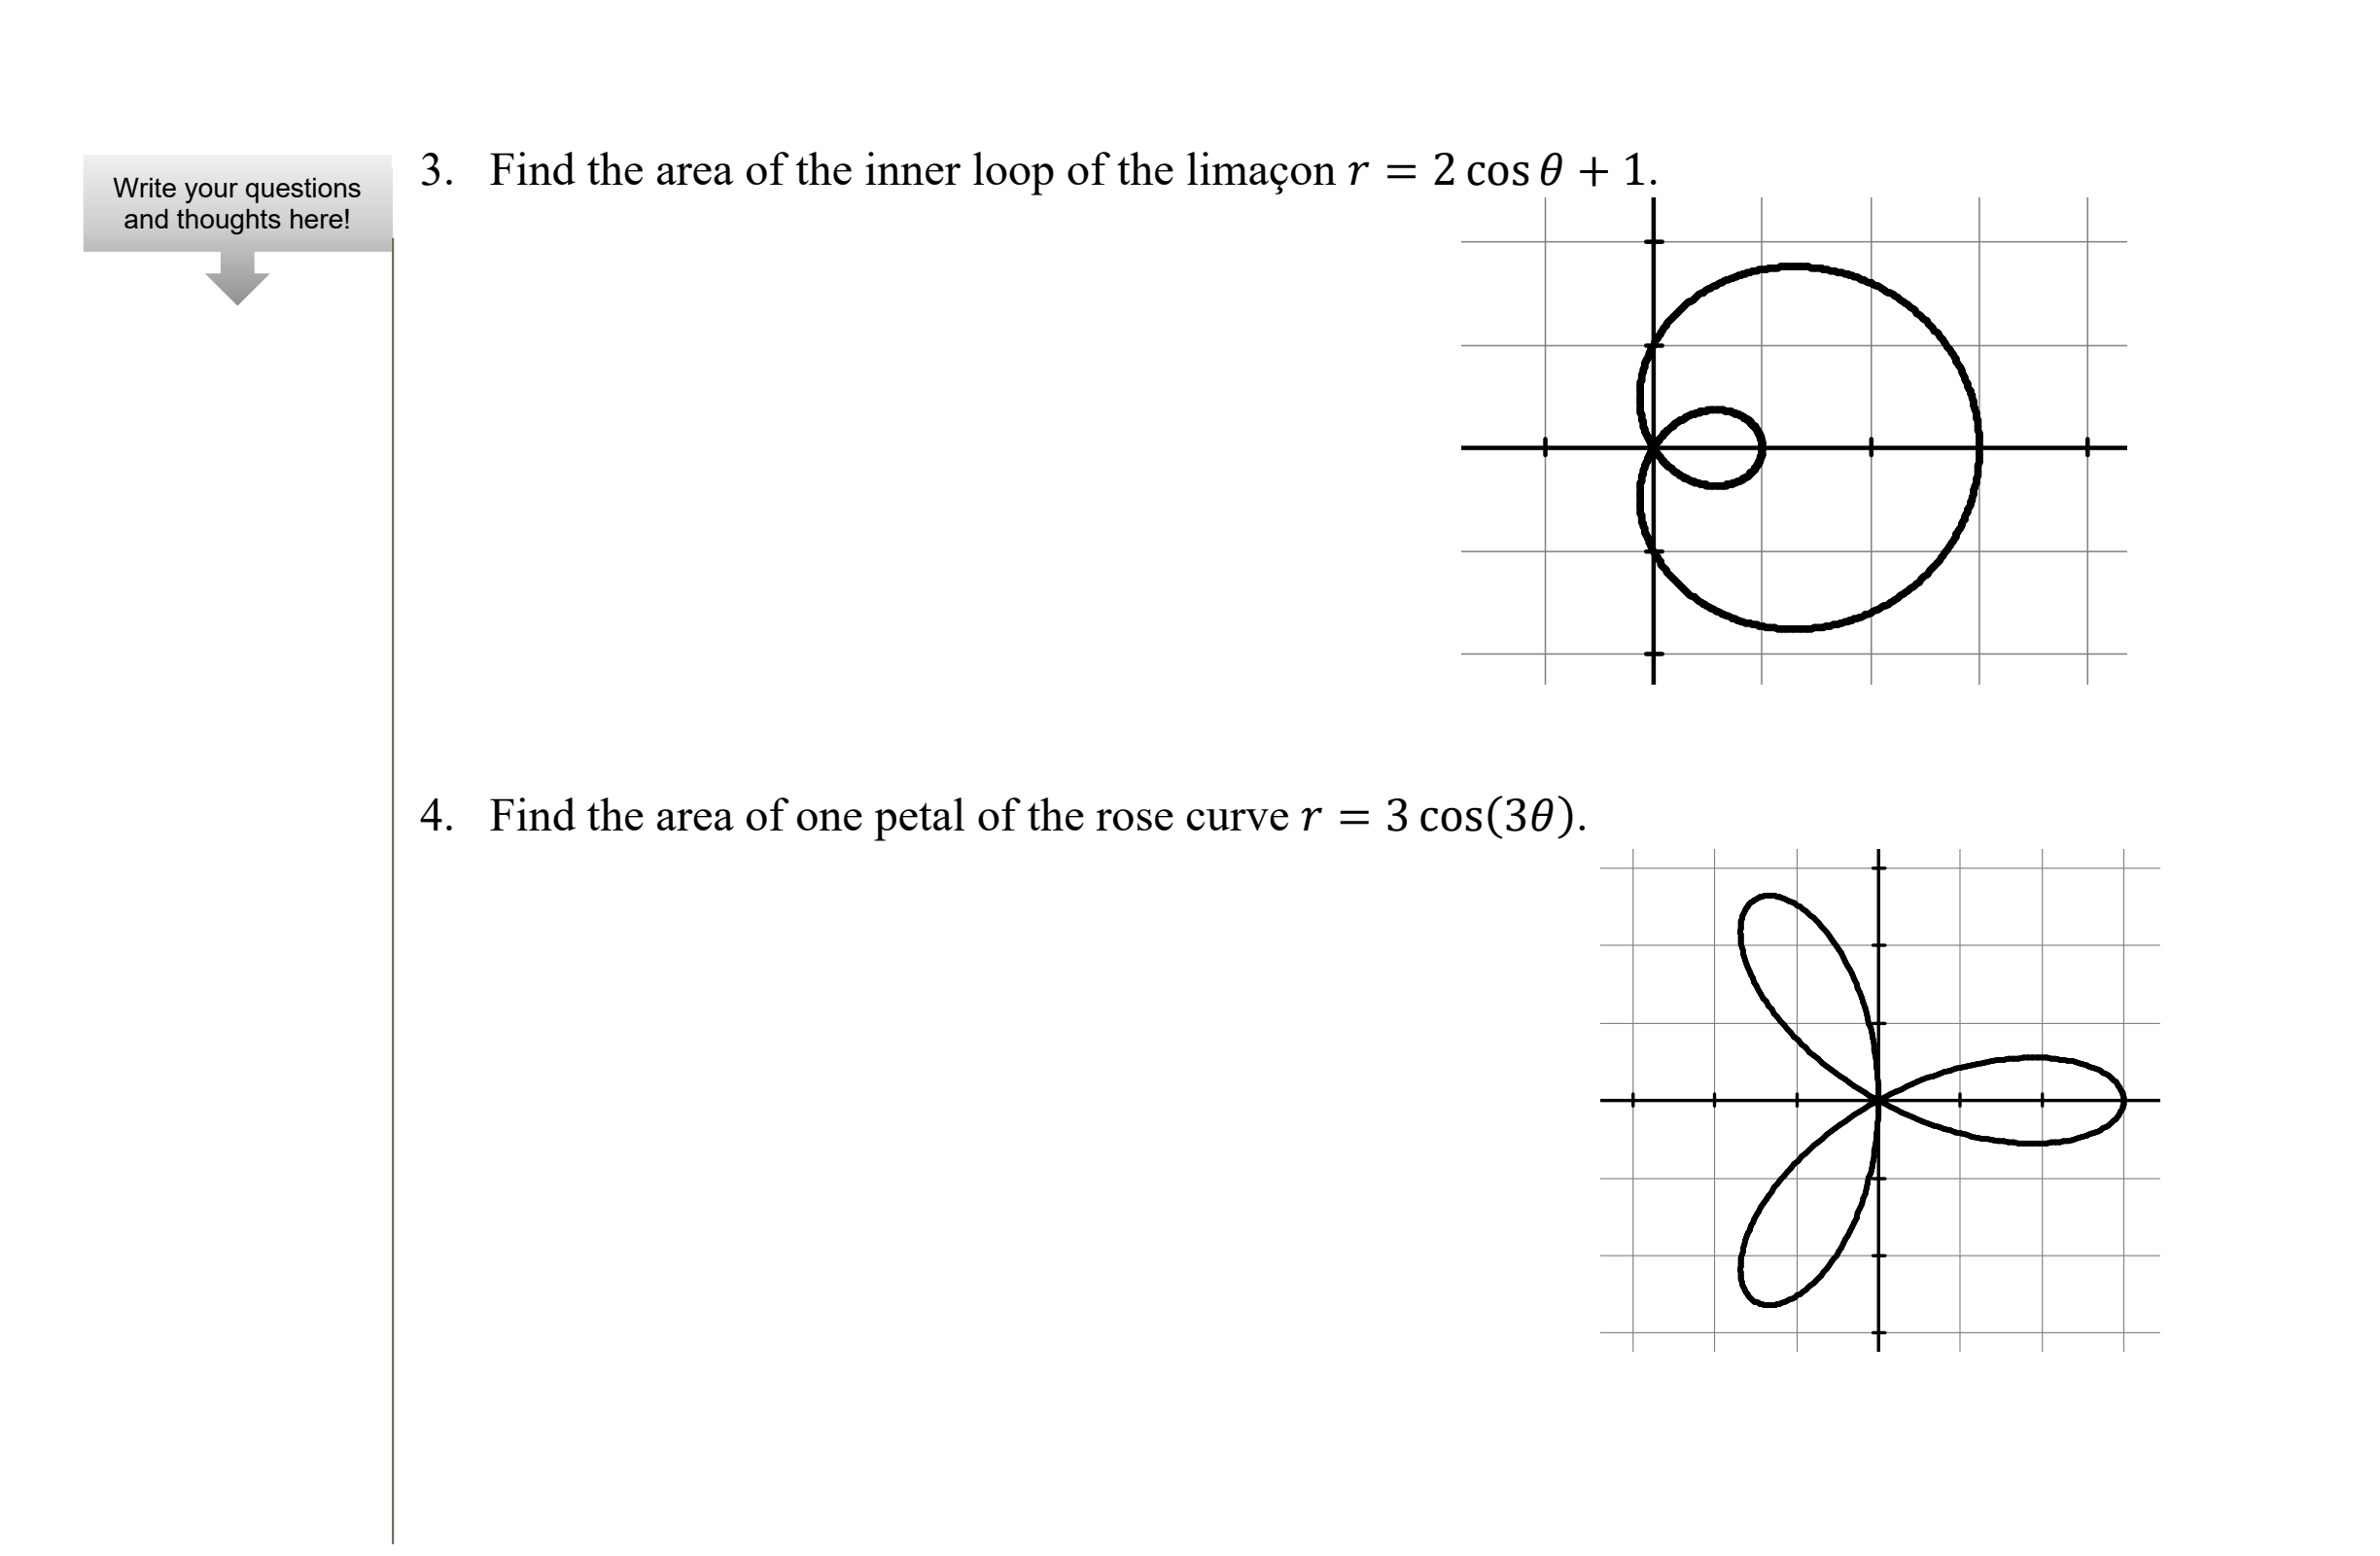 3. Find the area of the inner loop of the limaçon 𝑟 = 2 cos 𝜃 + 1.
Write your questions
and thoughts here!
4. Find the area of one petal of the rose curve 𝑟 = 3 cos(3𝜃).